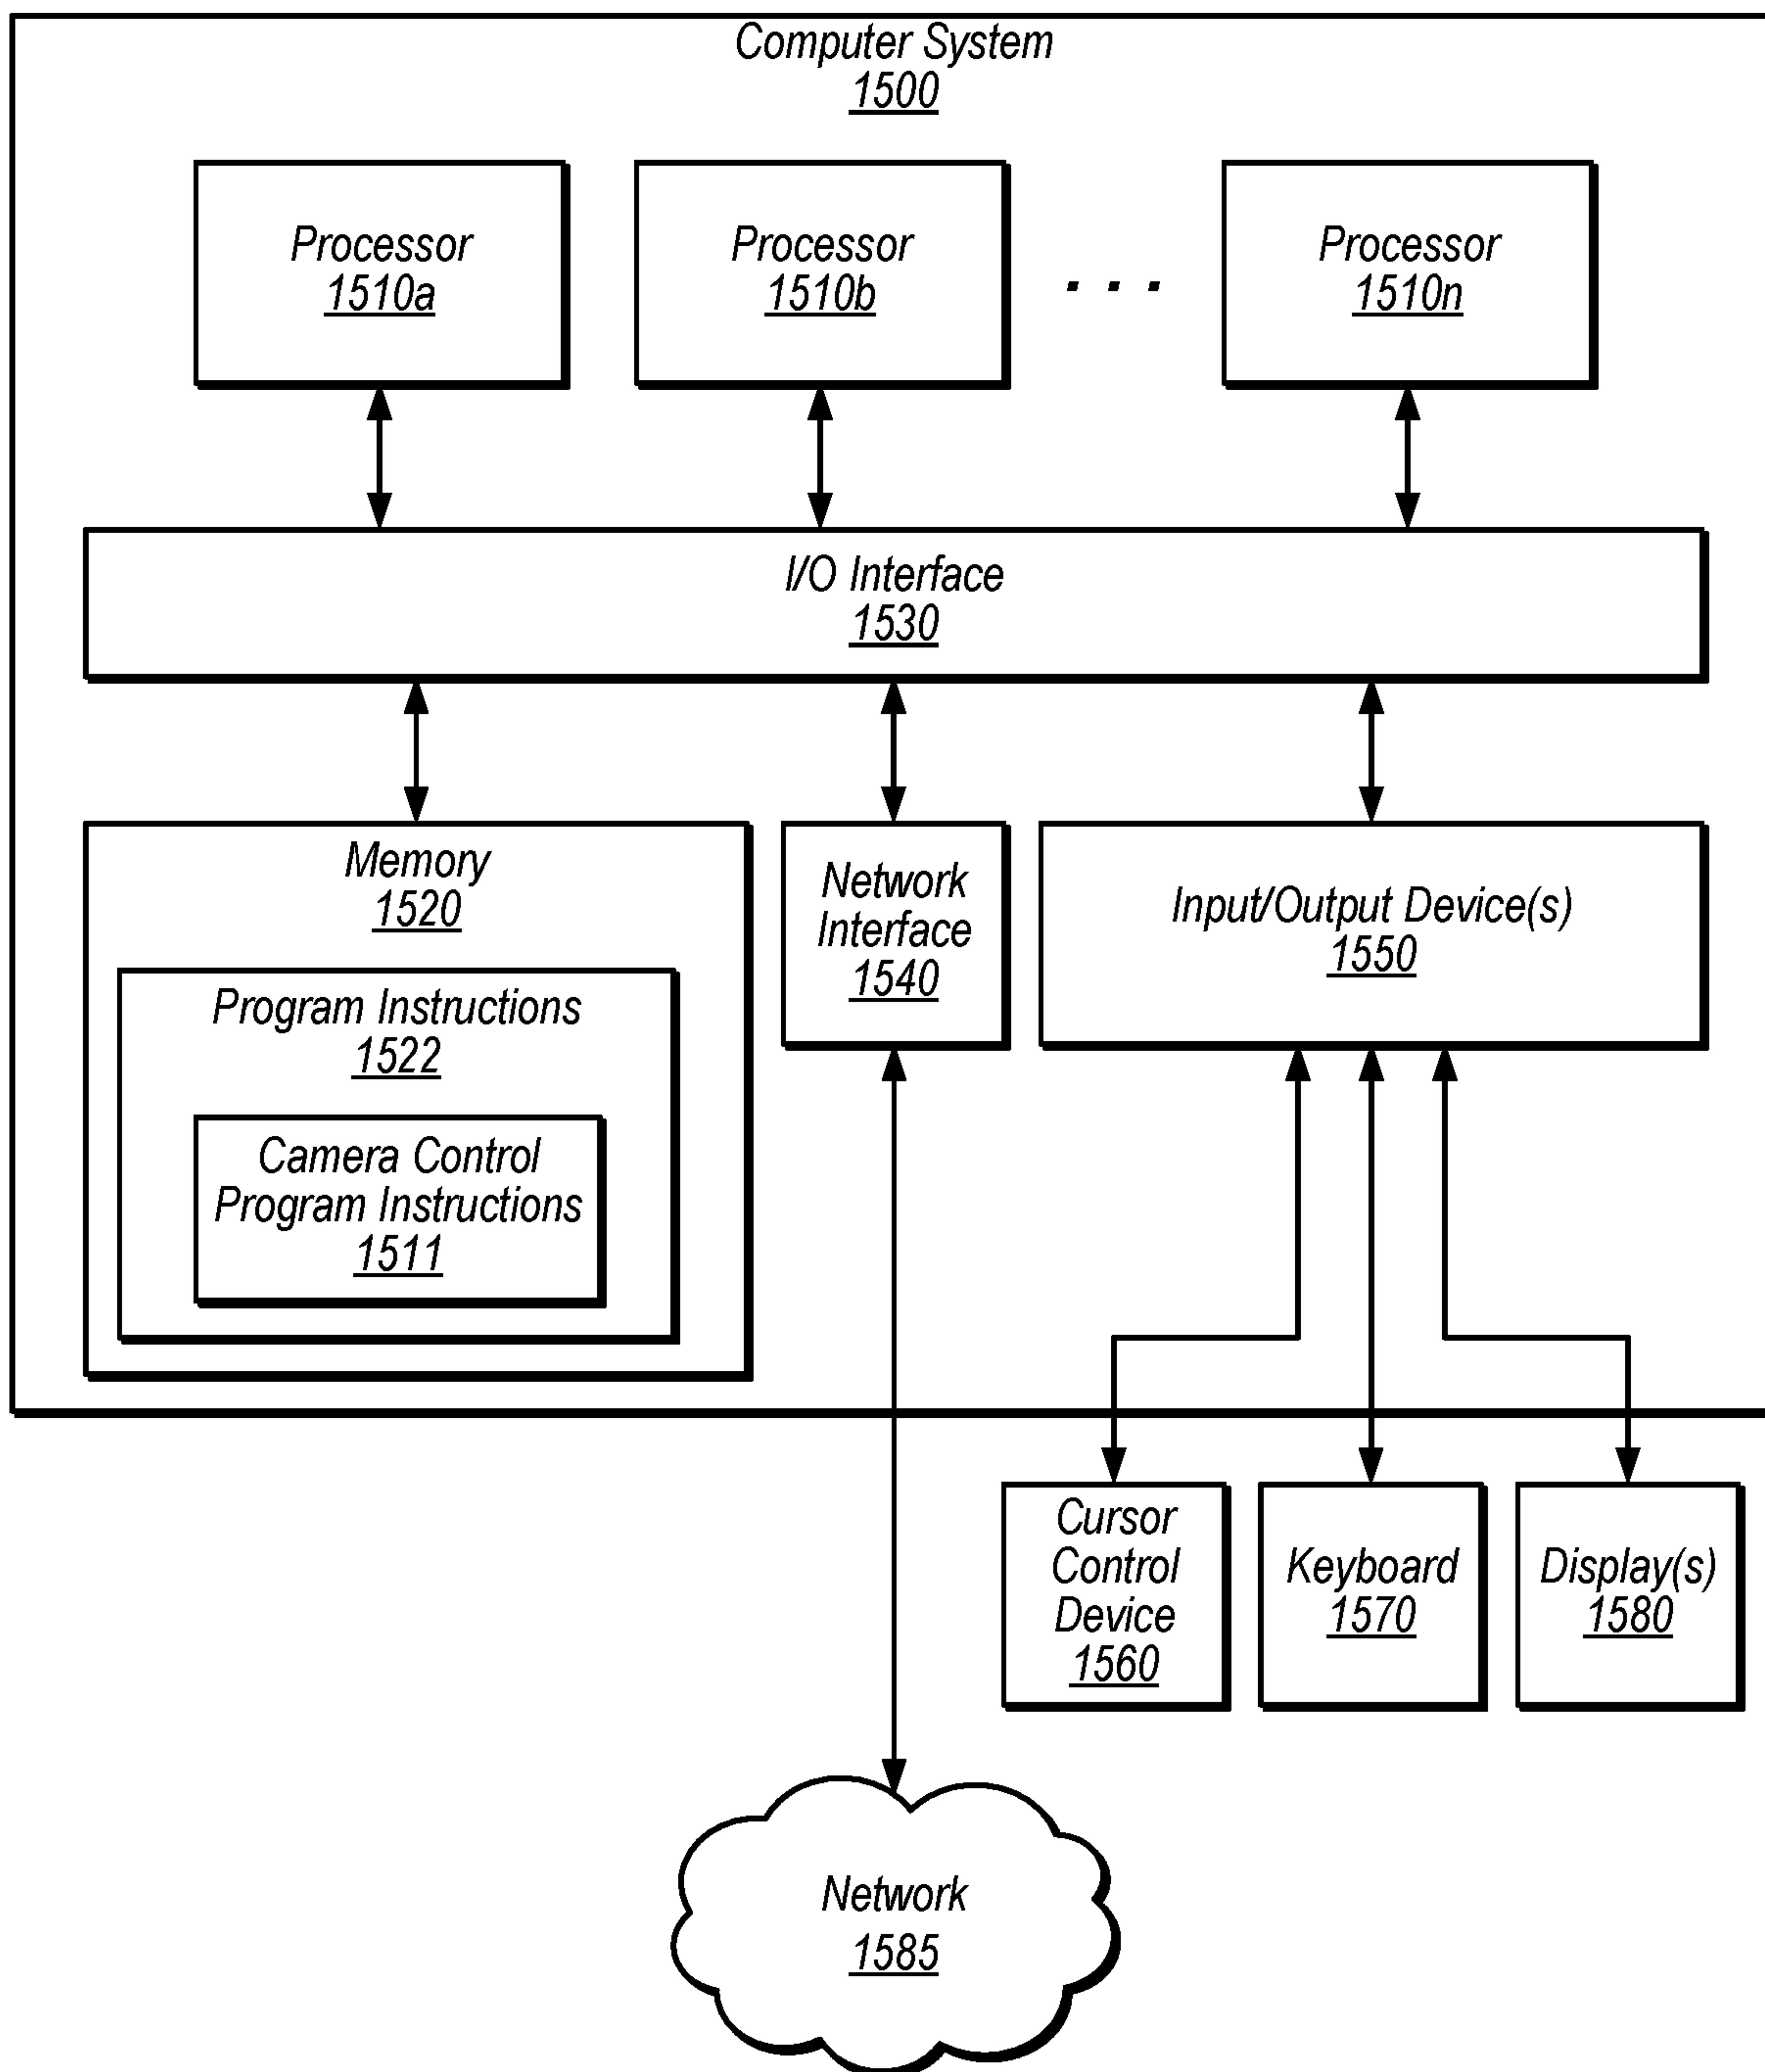 Computer System
1500
Processor
1510a
Processor
1510b
. . .
Processor
1510n
I/O Interface
1530
Memory
1520
Program Instructions
1522
Camera Control
Program Instructions
1511
Network
Interface
1540
Input/Output Device(s)
1550
Cursor
Control
Device
1560
Keyboard
1570
Display(s)
1580
Network
1585